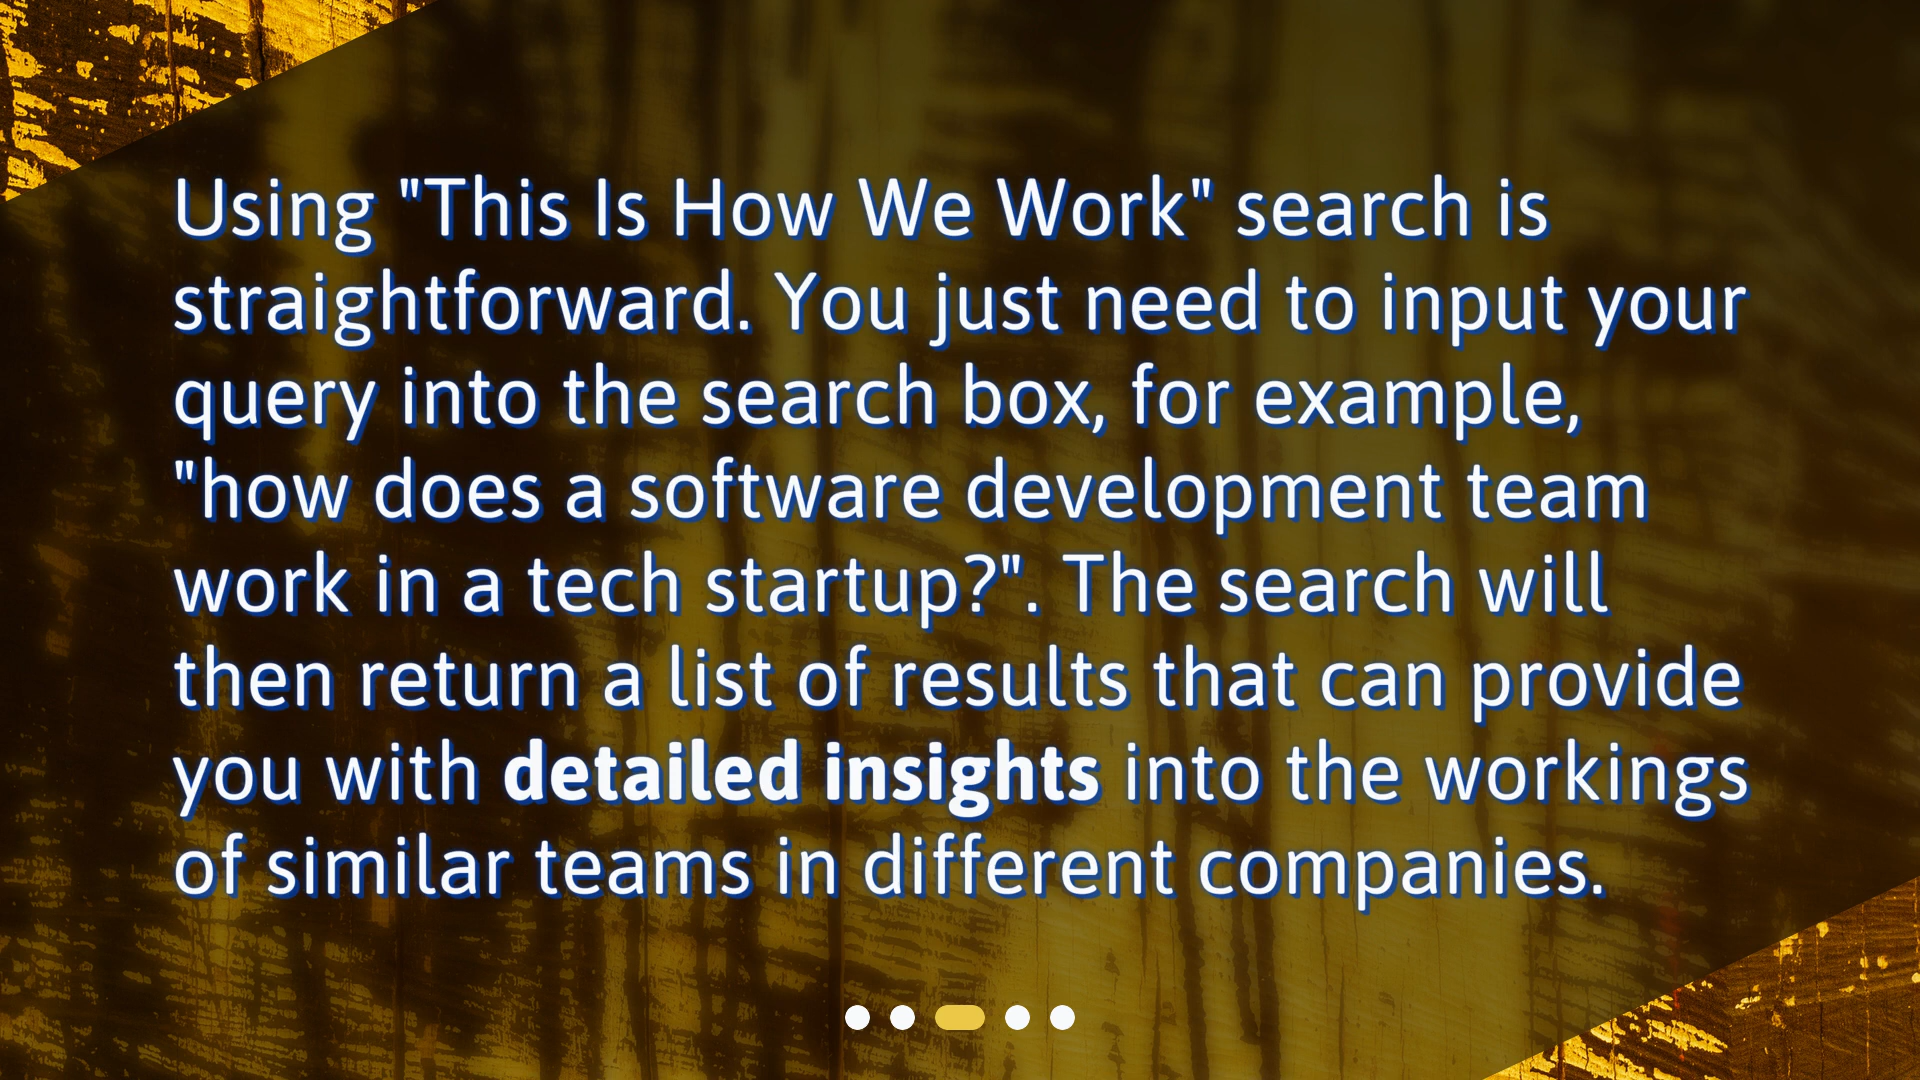 Using "This Is How We Work" search is
straightforward. You just need to input your
query into the search box, for example,
"how does a software development team
work in a tech startup?". The search will
then return a list of results that can provide
you with detailed insights into the workings
of similar teams in different companies.